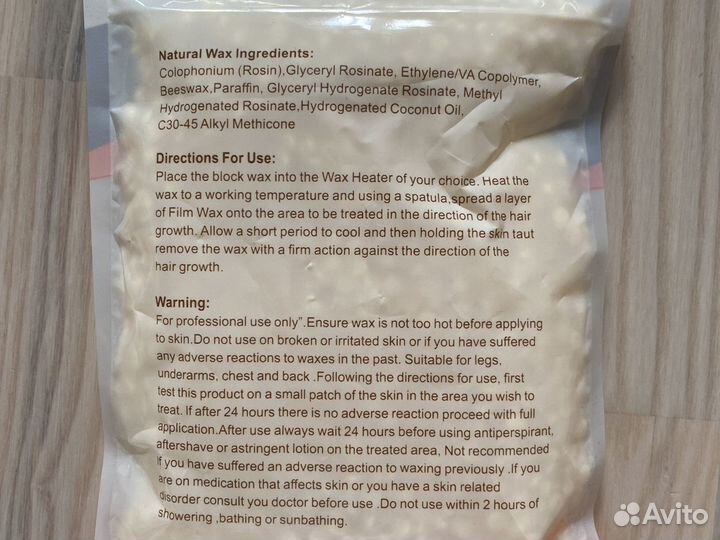 Natural Wax Ingredients:
Colophonium (Rosin),Glyceryl Rosinate, Ethylene/VA Copolymer,
Beeswax,Paraffin, Glyceryl Hydrogenate Rosinate, Methyl
Hydrogenated Rosinate,Hydrogenated Coconut Oil,
C30-45 Alkyl Methicone
Directions For Use:
Place the block wax into the Wax Heater of your choice. Heat the
wax to a working temperature and using a spatula,spread a layer
of Film Wax onto the area to be treated in the direction of the hair
growth. Allow a short period to cool and then holding the skin taut
remove the wax with a firm action against the direction of the
hair growth.
Warning:
For professional use only”.Ensure wax is not too hot before applying
to skin.Do not use on broken or irritated skin or if you have suffered
any adverse reactions to waxes in the past. Suitable for legs,
underarms, chest and back .Following the directions for use, first
test this product on a small patch of the skin in the area you wish to
treat. If after 24 hours there is no adverse reaction proceed with full
application.After use always wait 24 hours before using antiperspirant,
aftershave or astringent lotion on the treated area, Not recommended
if you have suffered an adverse reaction to waxing previously .If you
are on medication that affects skin or you have a skin related
disorder consult you doctor before use .Do not use within 2 hours of
showering ,bathing or sunbathing.
Avito